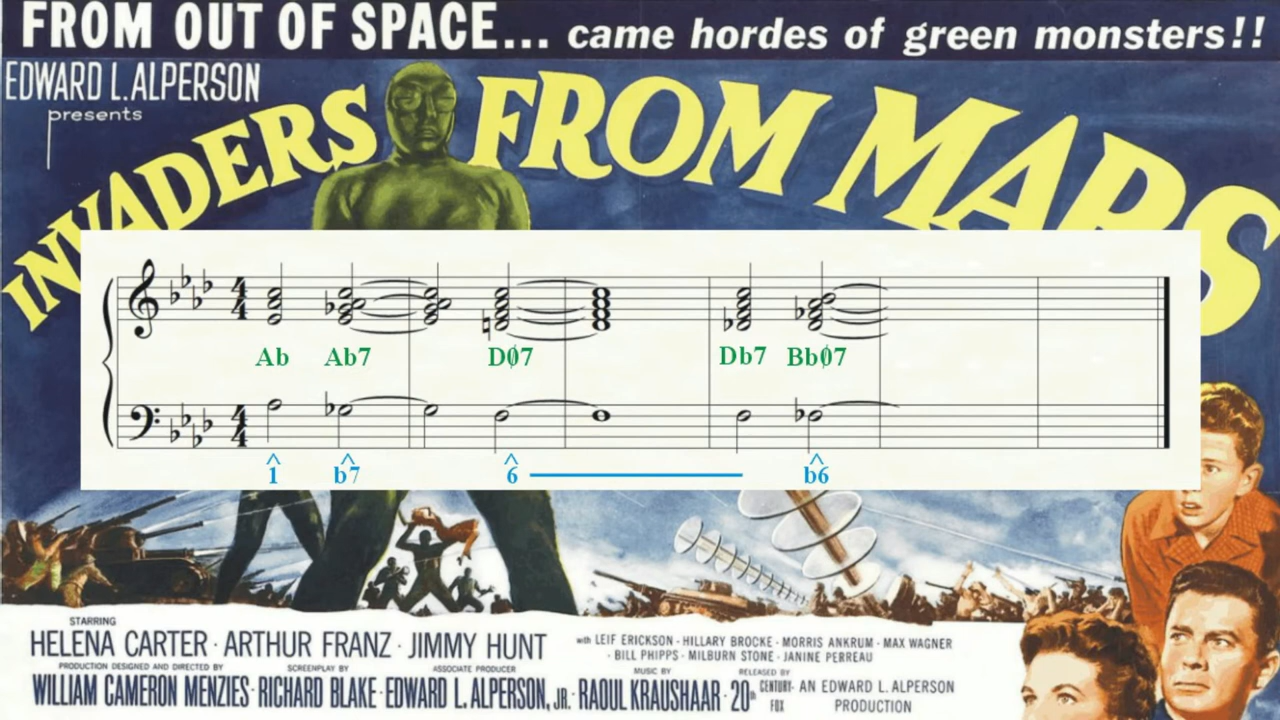 FROM OUT OF SPACE... came hordes of green monsters!!
EDWARD L. ALPERSON
presents
INVADERS FROM MARS
Ab Ab7 DØ7 Db7 BbØ7
1 b7 6 b6
STARRING
HELENA CARTER · ARTHUR FRANZ · JIMMY HUNT
with LEIF ERICKSON · HILLARY BROCKE · MORRIS ANKRUM · MAX WAGNER
· BILL PHIPPS · MILBURN STONE · JANINE PERREAU
PRODUCTION DESIGNED AND DIRECTED BY SCREENPLAY BY ASSOCIATE PRODUCER MUSIC BY RELEASED BY
WILLIAM CAMERON MENZIES · RICHARD BLAKE · EDWARD L. ALPERSON, JR. · RAOUL KRAUSHAAR · 20th CENTURY- FOX AN EDWARD L. ALPERSON PRODUCTION